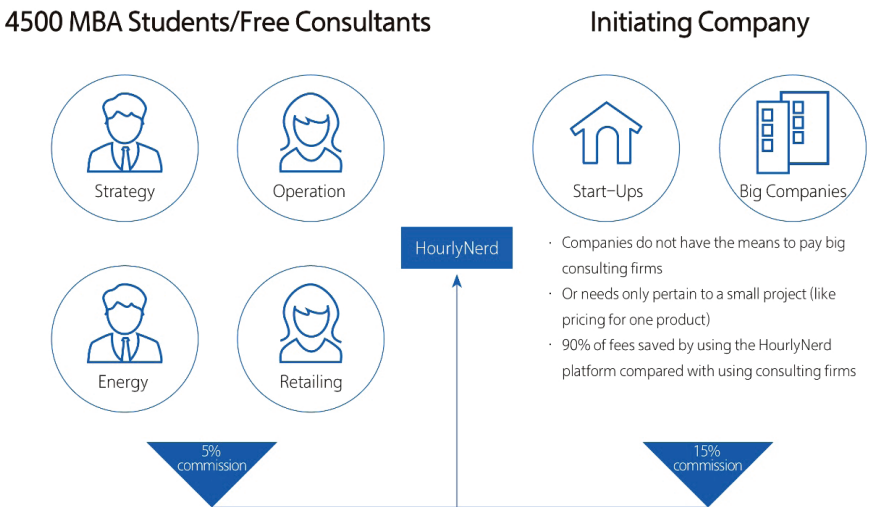 4500 MBA Students/Free Consultants
Initiating Company
Strategy
Operation
Start-Ups
Big Companies
HourlyNerd
· Companies do not have the means to pay big
consulting firms
· Or needs only pertain to a small project (like
pricing for one product)
· 90% of fees saved by using the HourlyNerd
platform compared with using consulting firms
Energy
Retailing
5%
commission
15%
commission